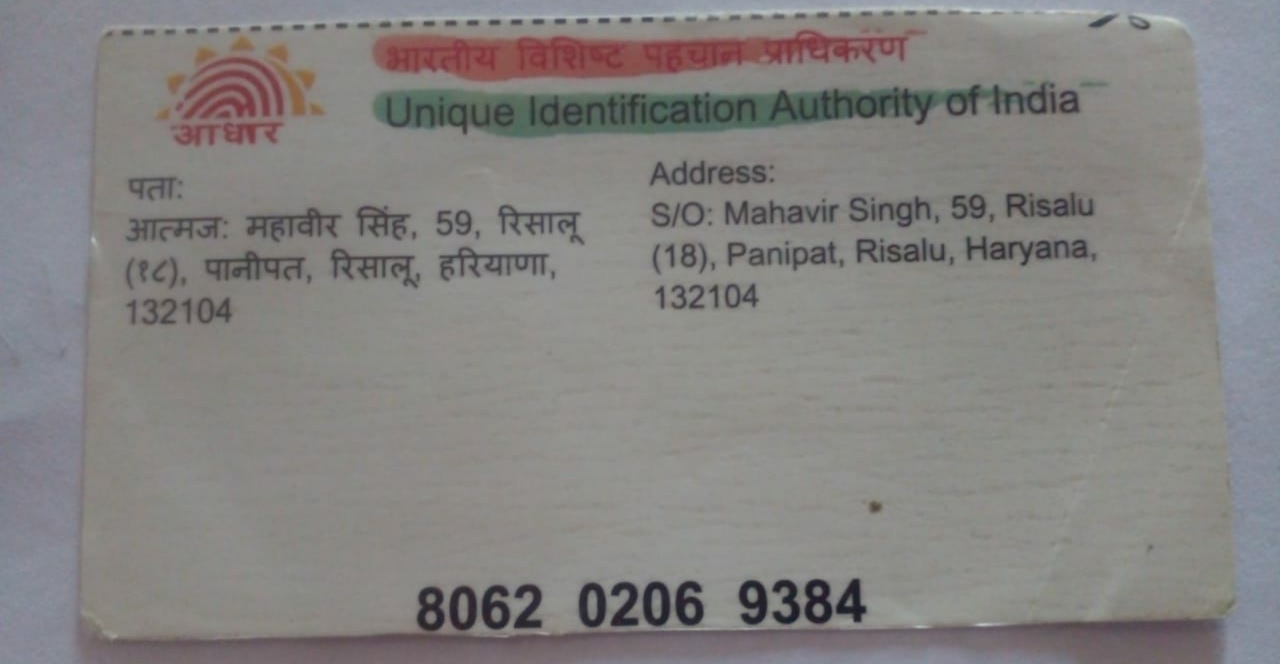 भारतीय विशिष्ट पहचान प्राधिकरण
Unique Identification Authority of India
आधार
पता:
आत्मज: महावीर सिंह, 59, रिसालू
(१८), पानीपत, रिसालू, हरियाणा,
132104
Address:
S/O: Mahavir Singh, 59, Risalu
(18), Panipat, Risalu, Haryana,
132104
8062 0206 9384